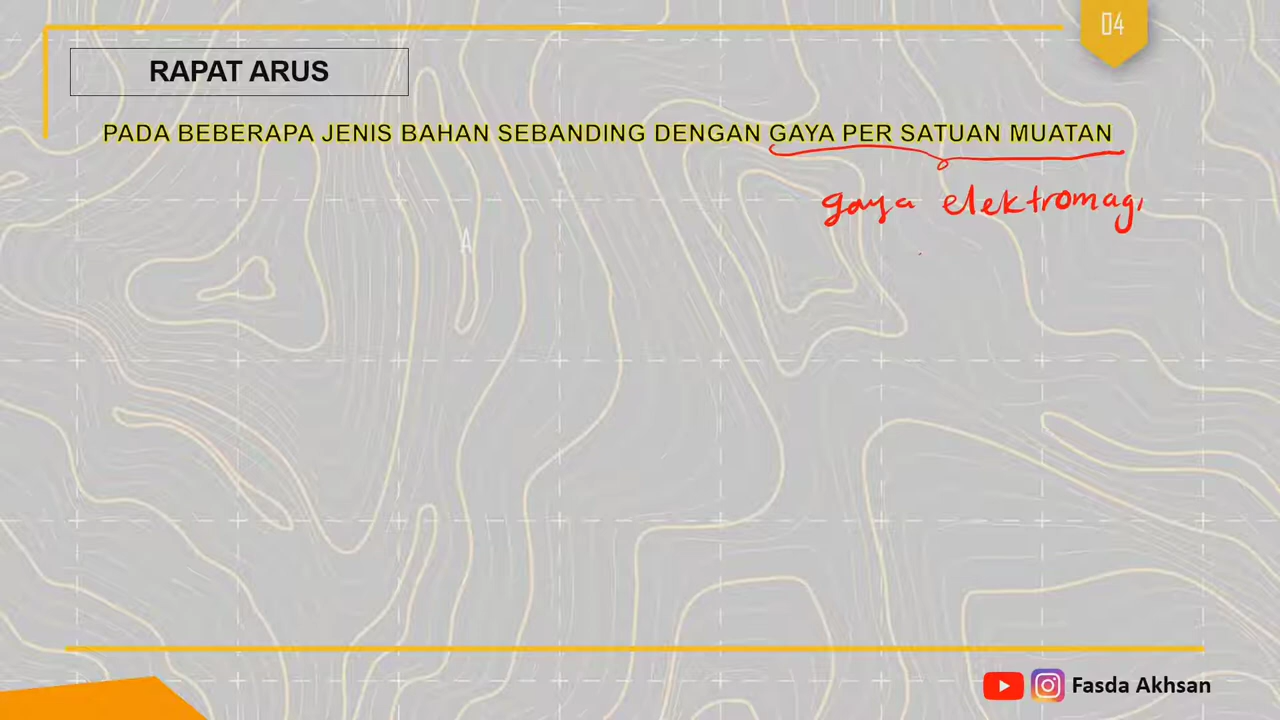 04
RAPAT ARUS
PADA BEBERAPA JENIS BAHAN SEBANDING DENGAN GAYA PER SATUAN MUATAN
gaya elektromag
A
Fasda Akhsan